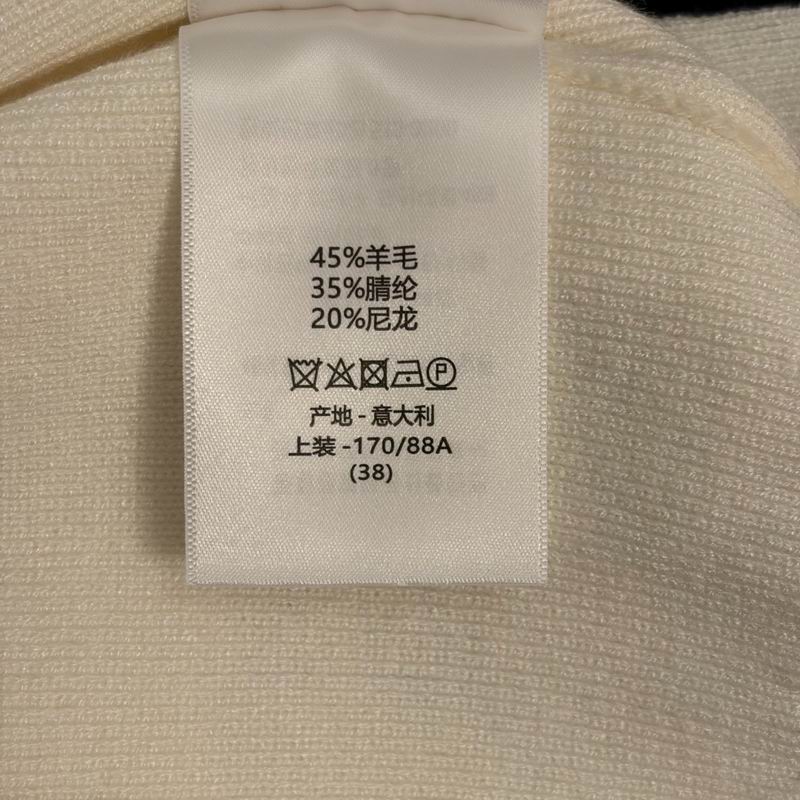 45%羊毛
35%腈纶
20%尼龙
产地 - 意大利
上装 -170/88A
(38)